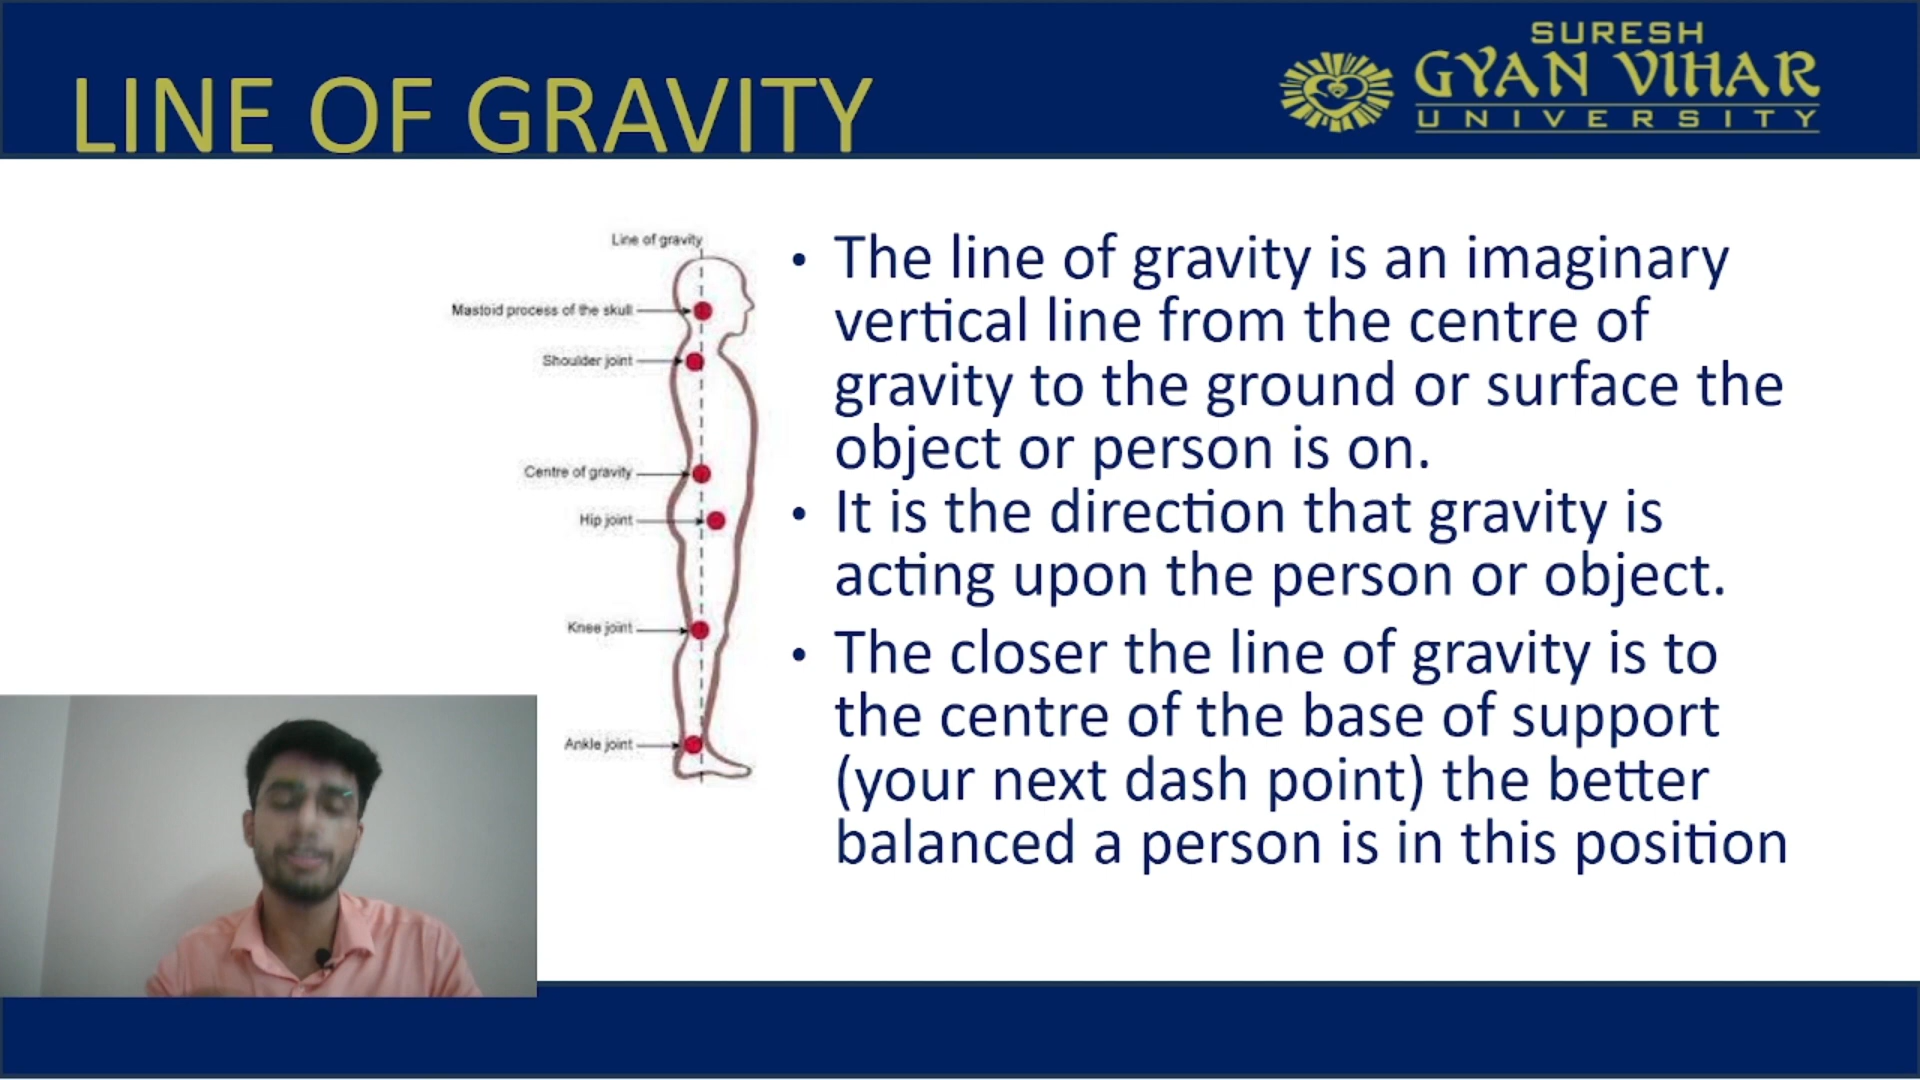 LINE OF GRAVITY
SURESH
GYAN VIHAR
UNIVERSITY
Line of gravity
Mastoid process of the skull
Shoulder joint
Centre of gravity
Hip joint
Knee joint
Ankle joint
• The line of gravity is an imaginary
vertical line from the centre of
gravity to the ground or surface the
object or person is on.
• It is the direction that gravity is
acting upon the person or object.
• The closer the line of gravity is to
the centre of the base of support
(your next dash point) the better
balanced a person is in this position